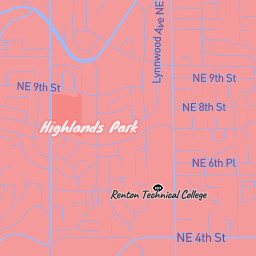 Lynnwood Ave NE
NE 9th St
NE 9th St
NE 8th St
Highlands Park
NE 6th Pl
Renton Technical College
NE 4th St